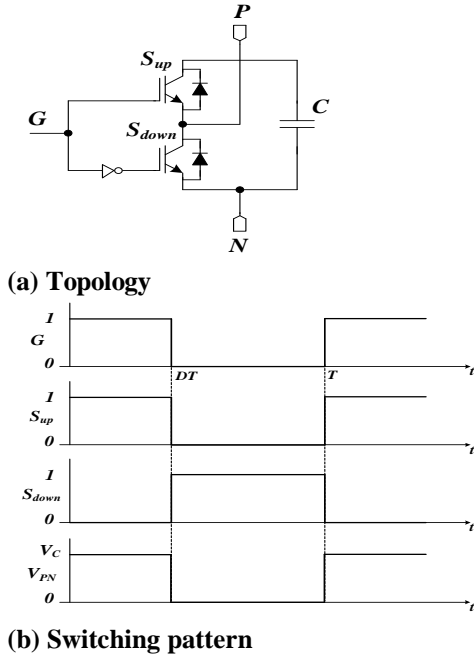 P
S_up
G
C
S_down
N
(a) Topology
1
G
0
t
DT
T
1
S_up
0
t
1
S_down
0
t
V_C
V_PN
0
t
(b) Switching pattern